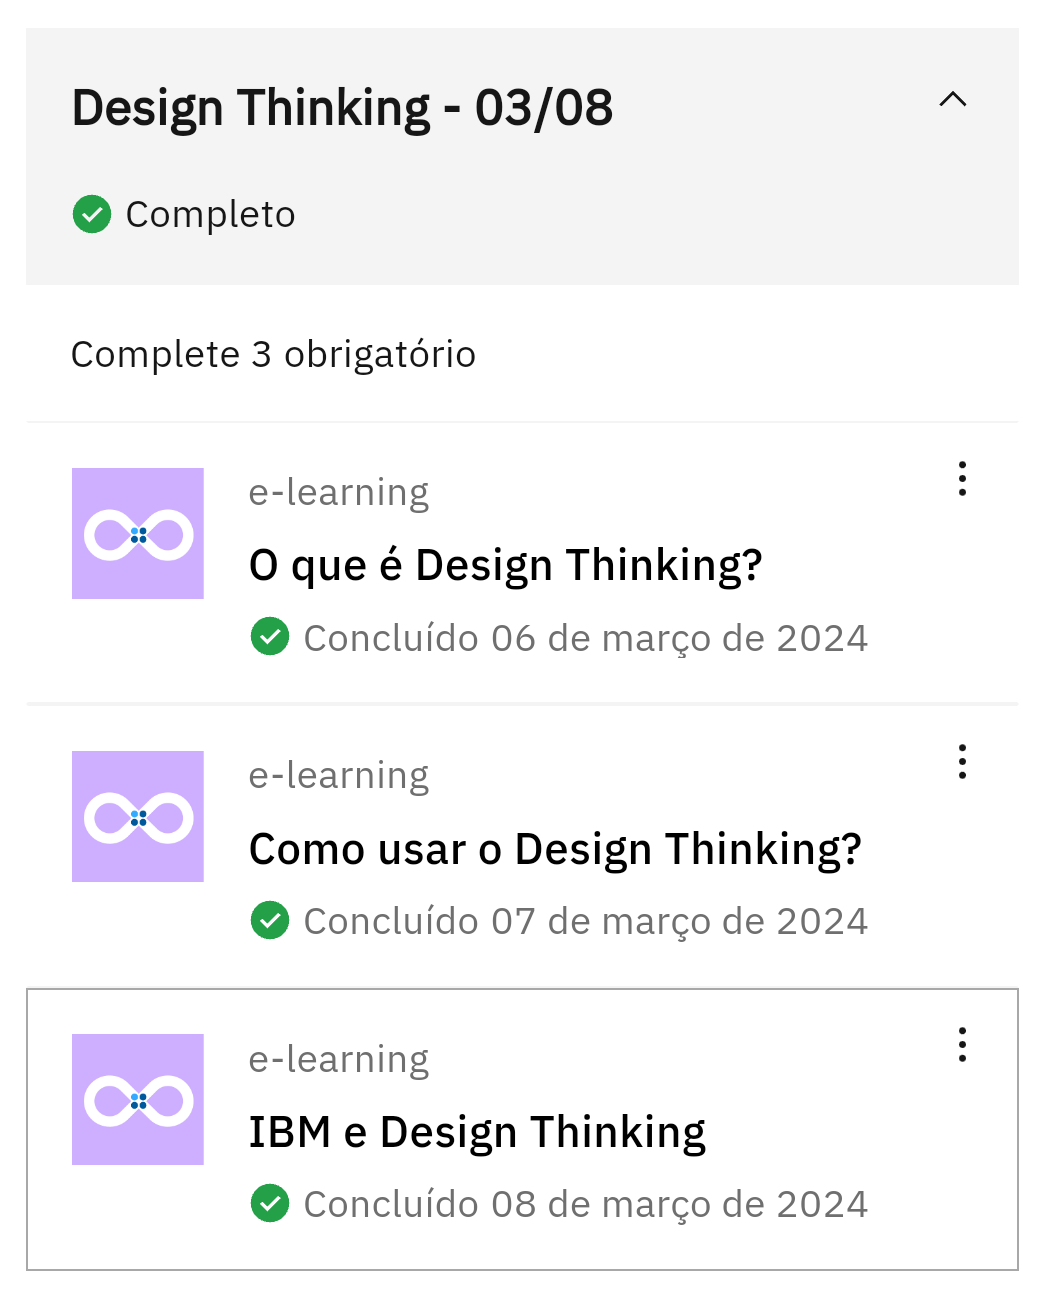 Design Thinking - 03/08
Completo
Complete 3 obrigatório
e-learning
O que é Design Thinking?
Concluído 06 de março de 2024
e-learning
Como usar o Design Thinking?
Concluído 07 de março de 2024
e-learning
IBM e Design Thinking
Concluído 08 de março de 2024